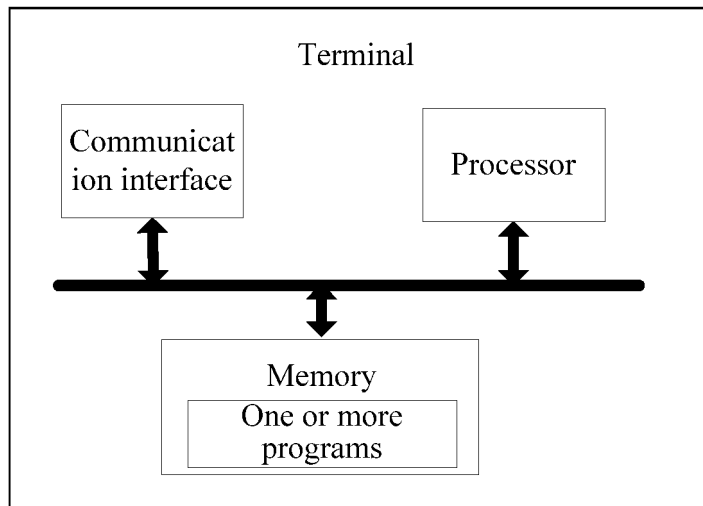 Terminal
Communicat
ion interface
Processor
Memory
One or more
programs